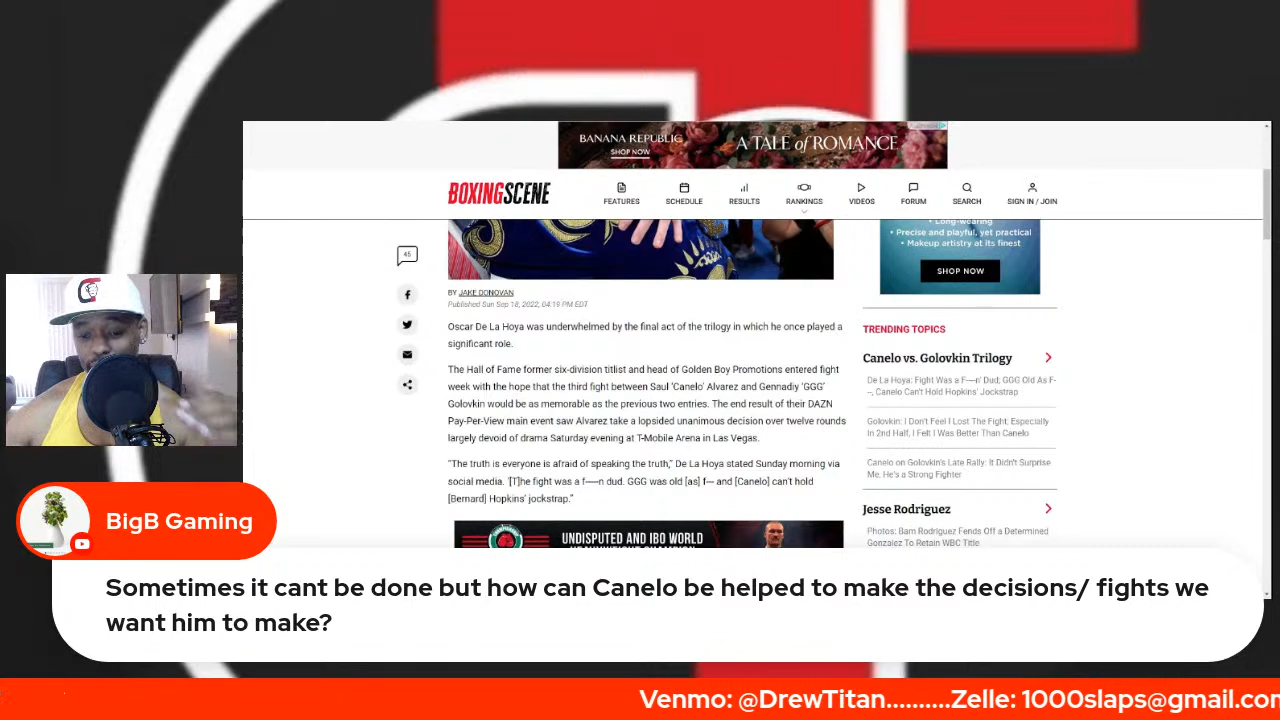 BANANA REPUBLIC
SHOP NOW
A TALE of ROMANCE
BOXINGSCENE
FEATURES
SCHEDULE
RESULTS
RANKINGS
VIDEOS
FORUM
SEARCH
SIGN IN / JOIN
45
BY JAKE DONOVAN
Published Sun Sep 18, 2022, 04:19 PM EDT
Oscar De La Hoya was underwhelmed by the final act of the trilogy in which he once played a
significant role.
The Hall of Fame former six-division titlist and head of Golden Boy Promotions entered fight
week with the hope that the third fight between Saul 'Canelo' Alvarez and Gennadiy 'GGG'
Golovkin would be as memorable as the previous two entries. The end result of their DAZN
Pay-Per-View main event saw Alvarez take a lopsided unanimous decision over twelve rounds
largely devoid of drama Saturday evening at T-Mobile Arena in Las Vegas.
"The truth is everyone is afraid of speaking the truth," De La Hoya stated Sunday morning via
social media. '[T]he fight was a f----n dud. GGG was old [as] f--- and [Canelo] can't hold
[Bernard] Hopkins' jockstrap."
UNDISPUTED AND IBO WORLD
• Long-wearing
• Precise and playful, yet practical
• Makeup artistry at its finest
SHOP NOW
TRENDING TOPICS
Canelo vs. Golovkin Trilogy
De La Hoya: Fight Was a F----n' Dud; GGG Old As F-
--, Canelo Can't Hold Hopkins' Jockstrap
Golovkin: I Don't Feel I Lost The Fight; Especially
In 2nd Half, I Felt I Was Better Than Canelo
Canelo on Golovkin's Late Rally: It Didn't Surprise
Me, He's a Strong Fighter
Jesse Rodriguez
Photos: Bam Rodriguez Fends Off a Determined
Gonzalez To Retain WBC Title
BigB Gaming
Sometimes it cant be done but how can Canelo be helped to make the decisions/ fights we
want him to make?
Venmo: @DrewTitan..........Zelle: 1000slaps@gmail.com